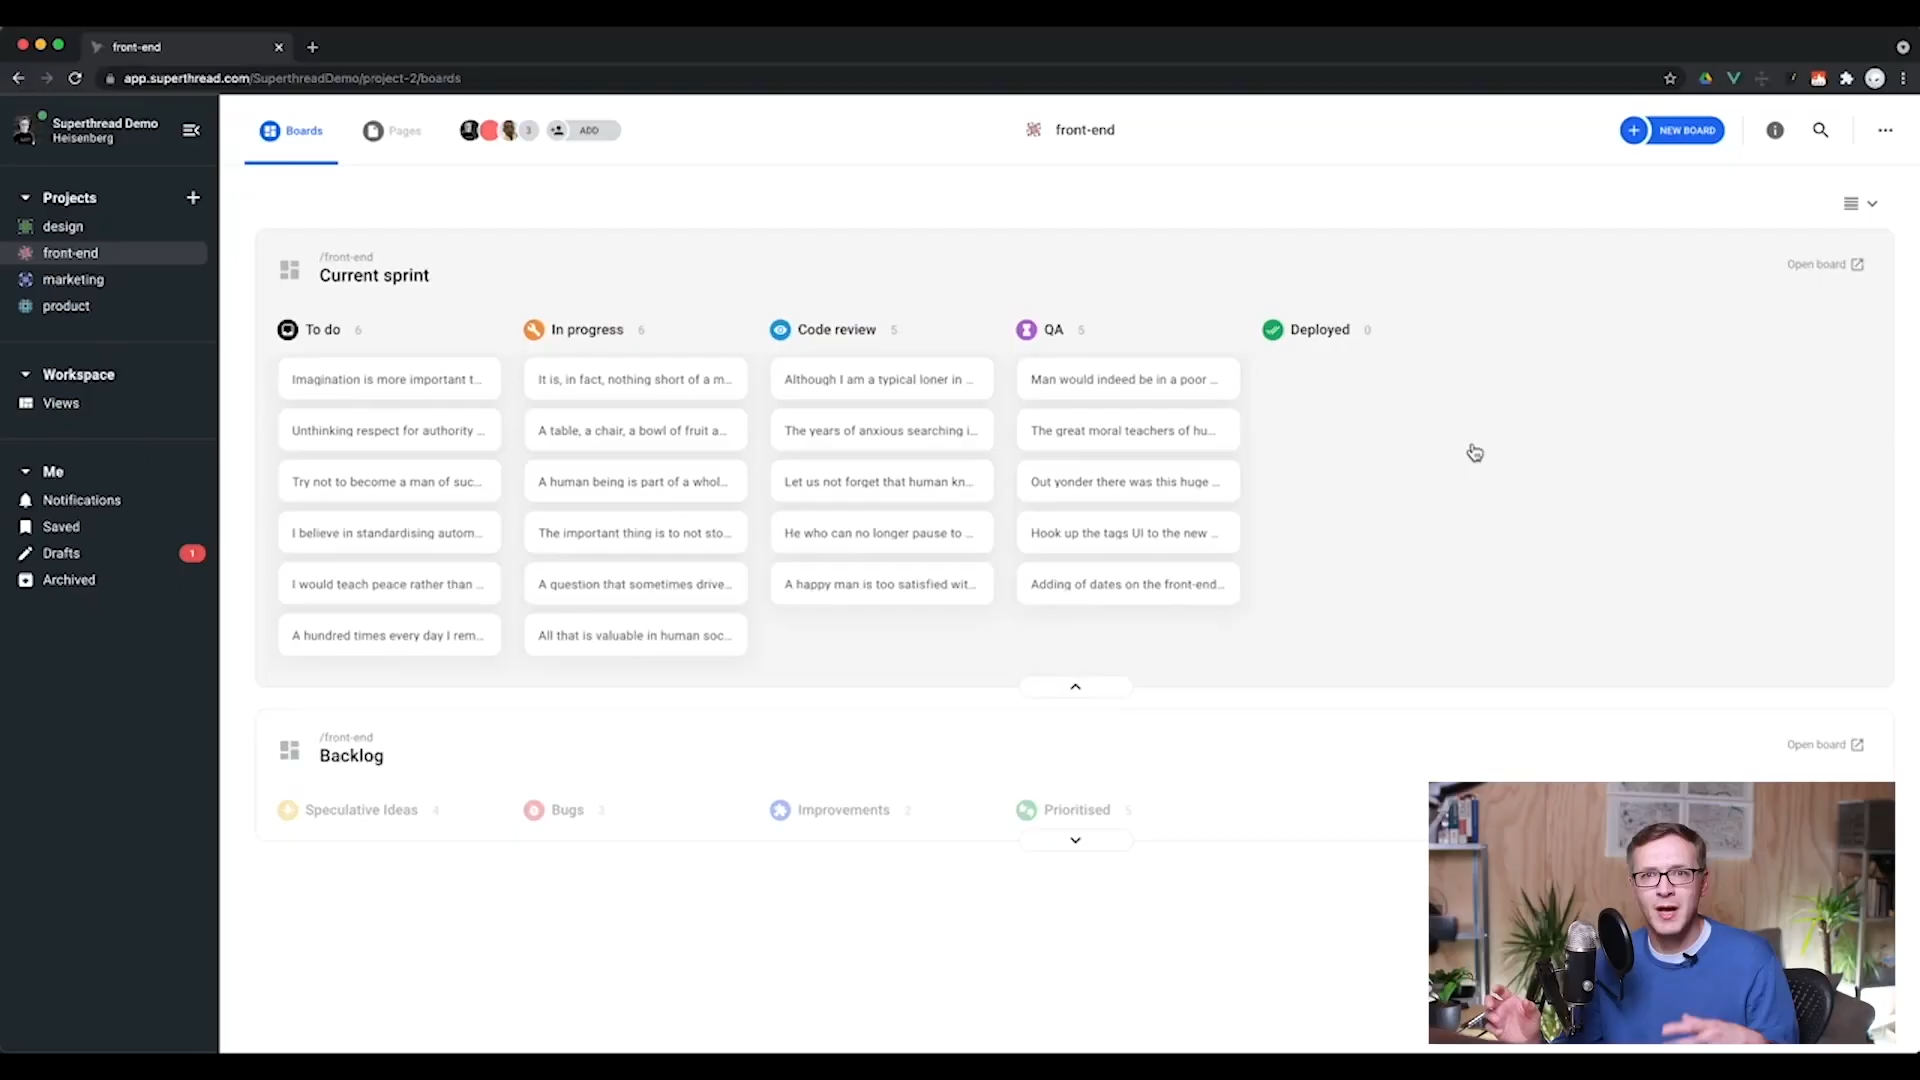 front-end
app.superthread.com/SuperthreadDemo/project-2/boards
Superthread Demo
Heisenberg
Projects
design
front-end
marketing
product
Workspace
Views
Me
Notifications
Saved
Drafts 1
Archived
Boards
Pages
3
ADD
front-end
NEW BOARD
/front-end
Current sprint
Open board
To do 6
Imagination is more important t...
Unthinking respect for authority ...
Try not to become a man of suc...
I believe in standardising autom...
I would teach peace rather than ...
A hundred times every day I rem...
In progress 6
It is, in fact, nothing short of a m...
A table, a chair, a bowl of fruit a...
A human being is part of a whol...
The important thing is to not sto...
A question that sometimes drive...
All that is valuable in human soc...
Code review 5
Although I am a typical loner in ...
The years of anxious searching i...
Let us not forget that human kn...
He who can no longer pause to ...
A happy man is too satisfied wit...
QA 5
Man would indeed be in a poor ...
The great moral teachers of hu...
Out yonder there was this huge ...
Hook up the tags UI to the new ...
Adding of dates on the front-end...
Deployed 0
/front-end
Backlog
Open board
Speculative Ideas 4
Bugs 3
Improvements 2
Prioritised 5